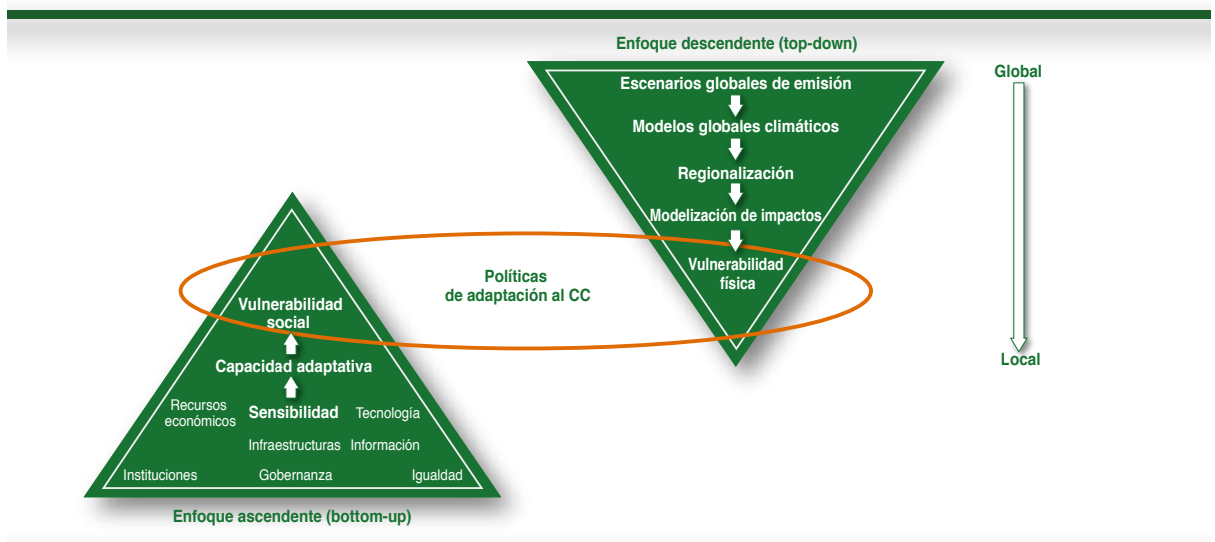 Enfoque descendente (top-down)
Global
Escenarios globales de emisión
Modelos globales climáticos
Regionalización
Modelización de impactos
Vulnerabilidad
física
Políticas
de adaptación al CC
Local
Vulnerabilidad
social
Capacidad adaptativa
Recursos
económicos
Sensibilidad
Tecnología
Infraestructuras
Información
Instituciones
Gobernanza
Igualdad
Enfoque ascendente (bottom-up)